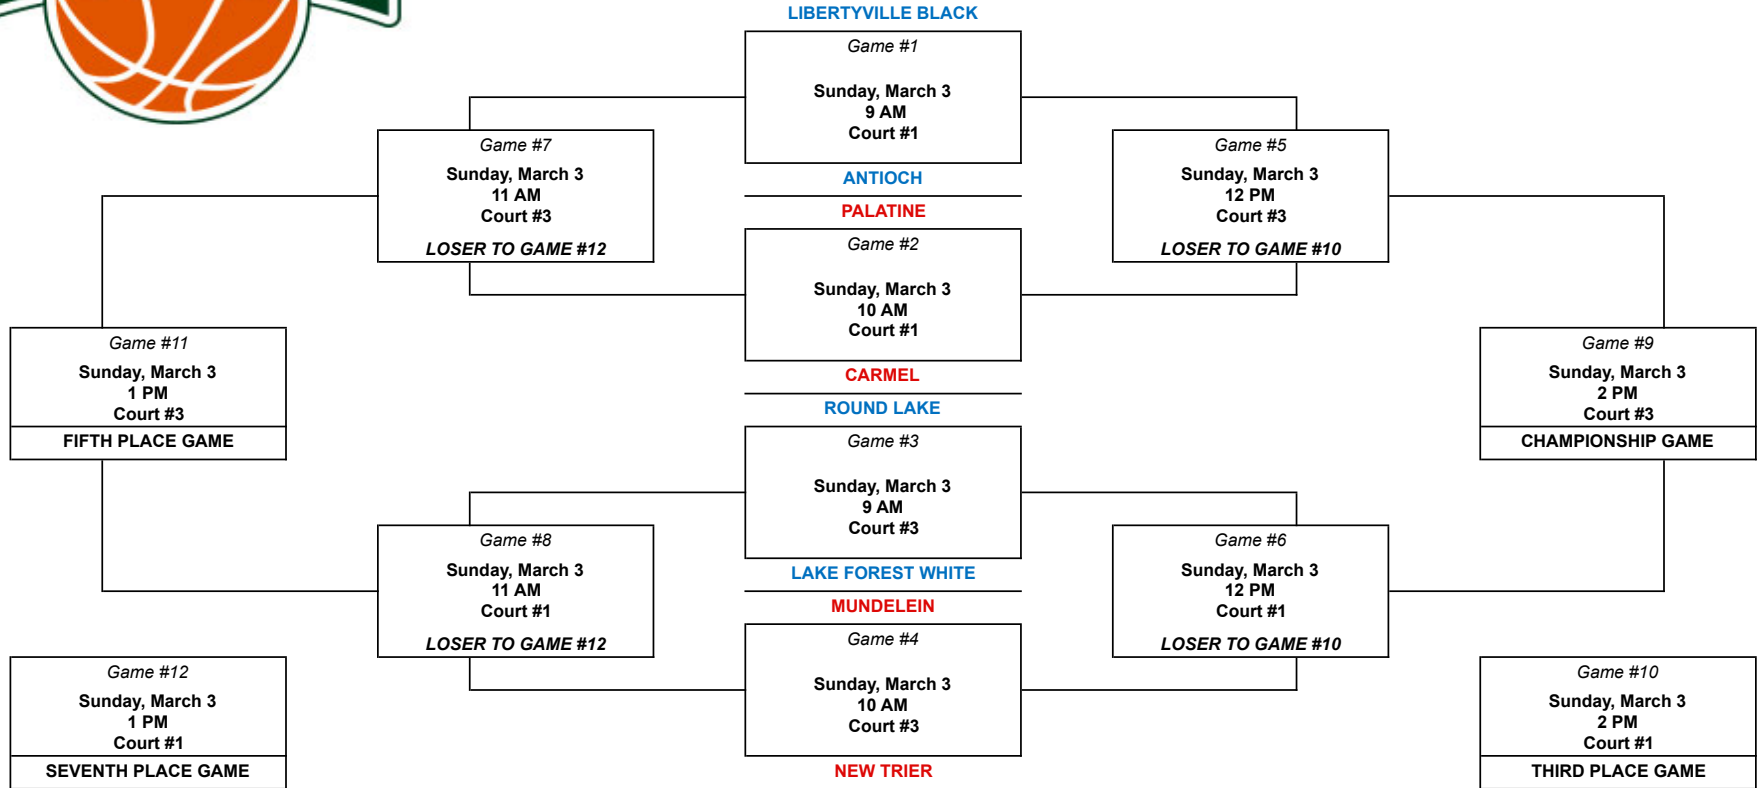 LIBERTYVILLE BLACK
Game #1
Sunday, March 3
9 AM
Court #1
ANTIOCH
Game #7
Sunday, March 3
11 AM
Court #3
LOSER TO GAME #12
Game #5
Sunday, March 3
12 PM
Court #3
LOSER TO GAME #10
PALATINE
Game #2
Sunday, March 3
10 AM
Court #1
CARMEL
Game #11
Sunday, March 3
1 PM
Court #3
FIFTH PLACE GAME
Game #9
Sunday, March 3
2 PM
Court #3
CHAMPIONSHIP GAME
ROUND LAKE
Game #3
Sunday, March 3
9 AM
Court #3
LAKE FOREST WHITE
Game #8
Sunday, March 3
11 AM
Court #1
LOSER TO GAME #12
Game #6
Sunday, March 3
12 PM
Court #1
LOSER TO GAME #10
MUNDELEIN
Game #4
Sunday, March 3
10 AM
Court #3
NEW TRIER
Game #12
Sunday, March 3
1 PM
Court #1
SEVENTH PLACE GAME
Game #10
Sunday, March 3
2 PM
Court #1
THIRD PLACE GAME